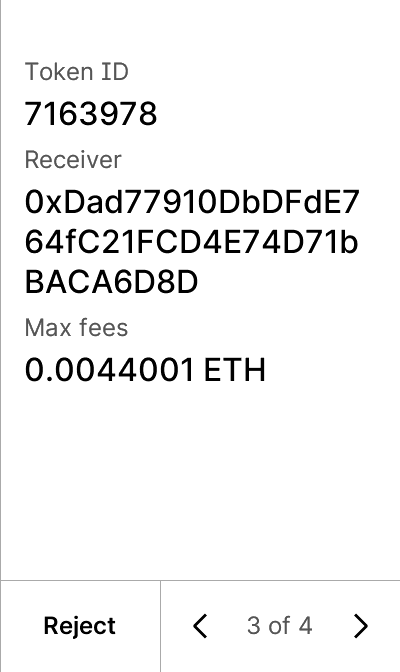 Token ID
7163978
Receiver
0xDad77910DbDFdE7
64fC21FCD4E74D71b
BACA6D8D
Max fees
0.0044001 ETH
Reject
3 of 4